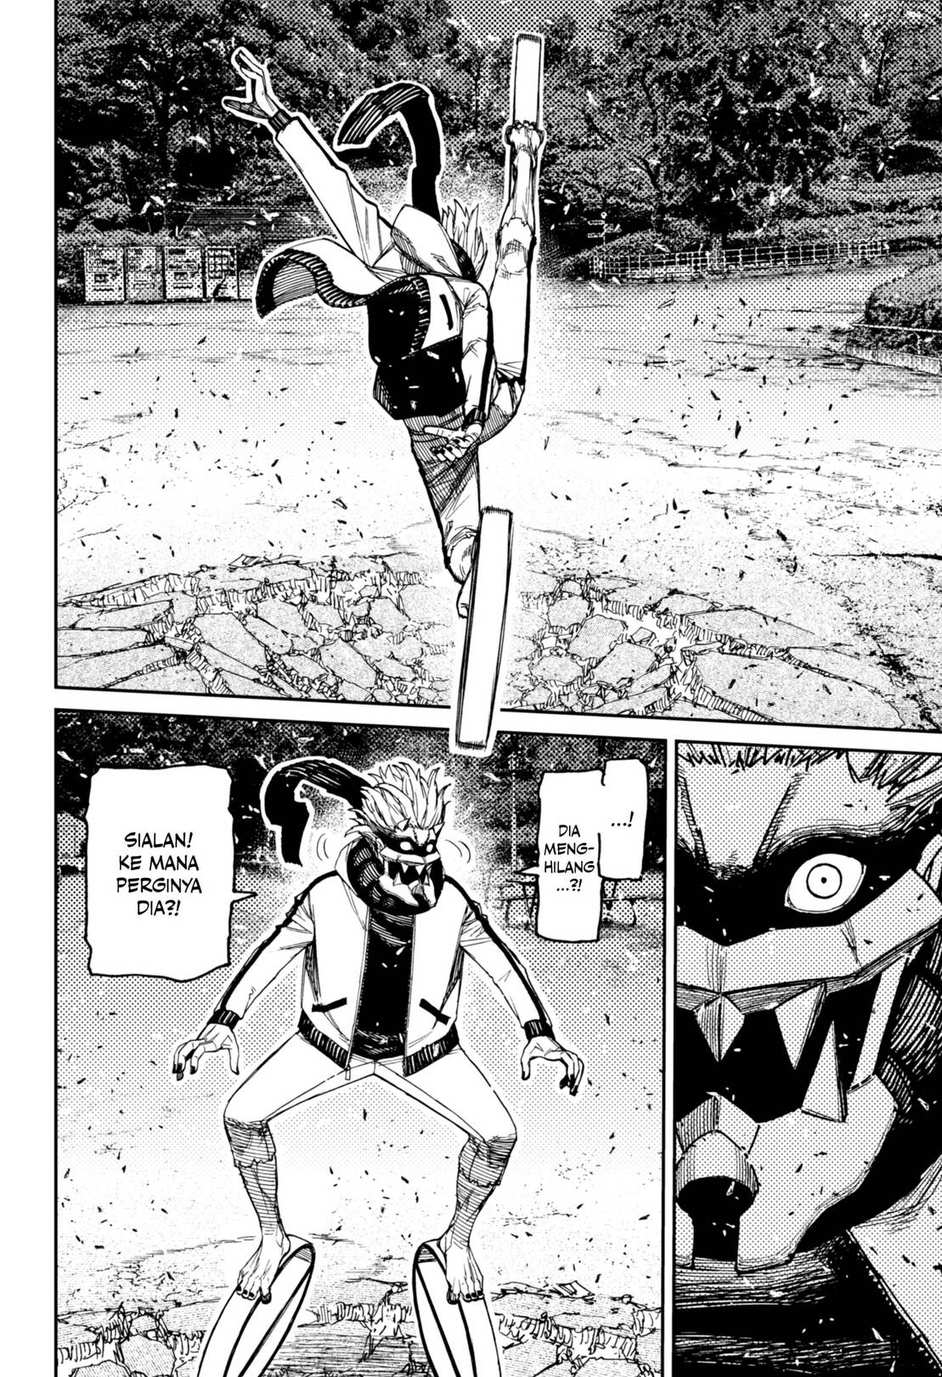 ...!
DIA
MENG-
HILANG
...?!
SIALAN!
KE MANA
PERGINYA
DIA?!